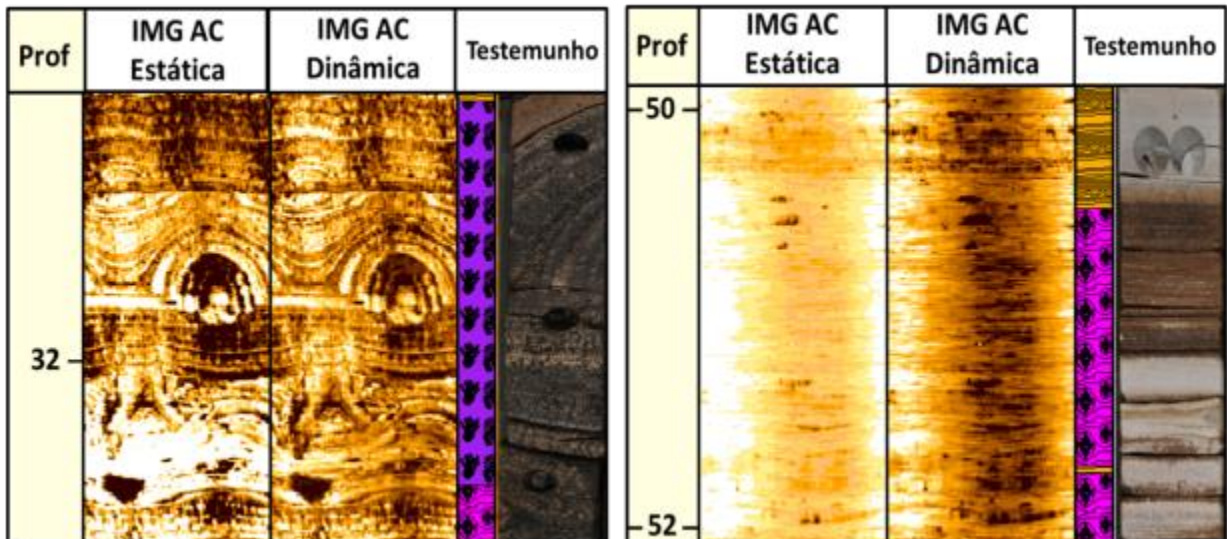 Prof
IMG AC
Estática
IMG AC
Dinâmica
Testemunho
32
Prof
IMG AC
Estática
IMG AC
Dinâmica
Testemunho
50
52